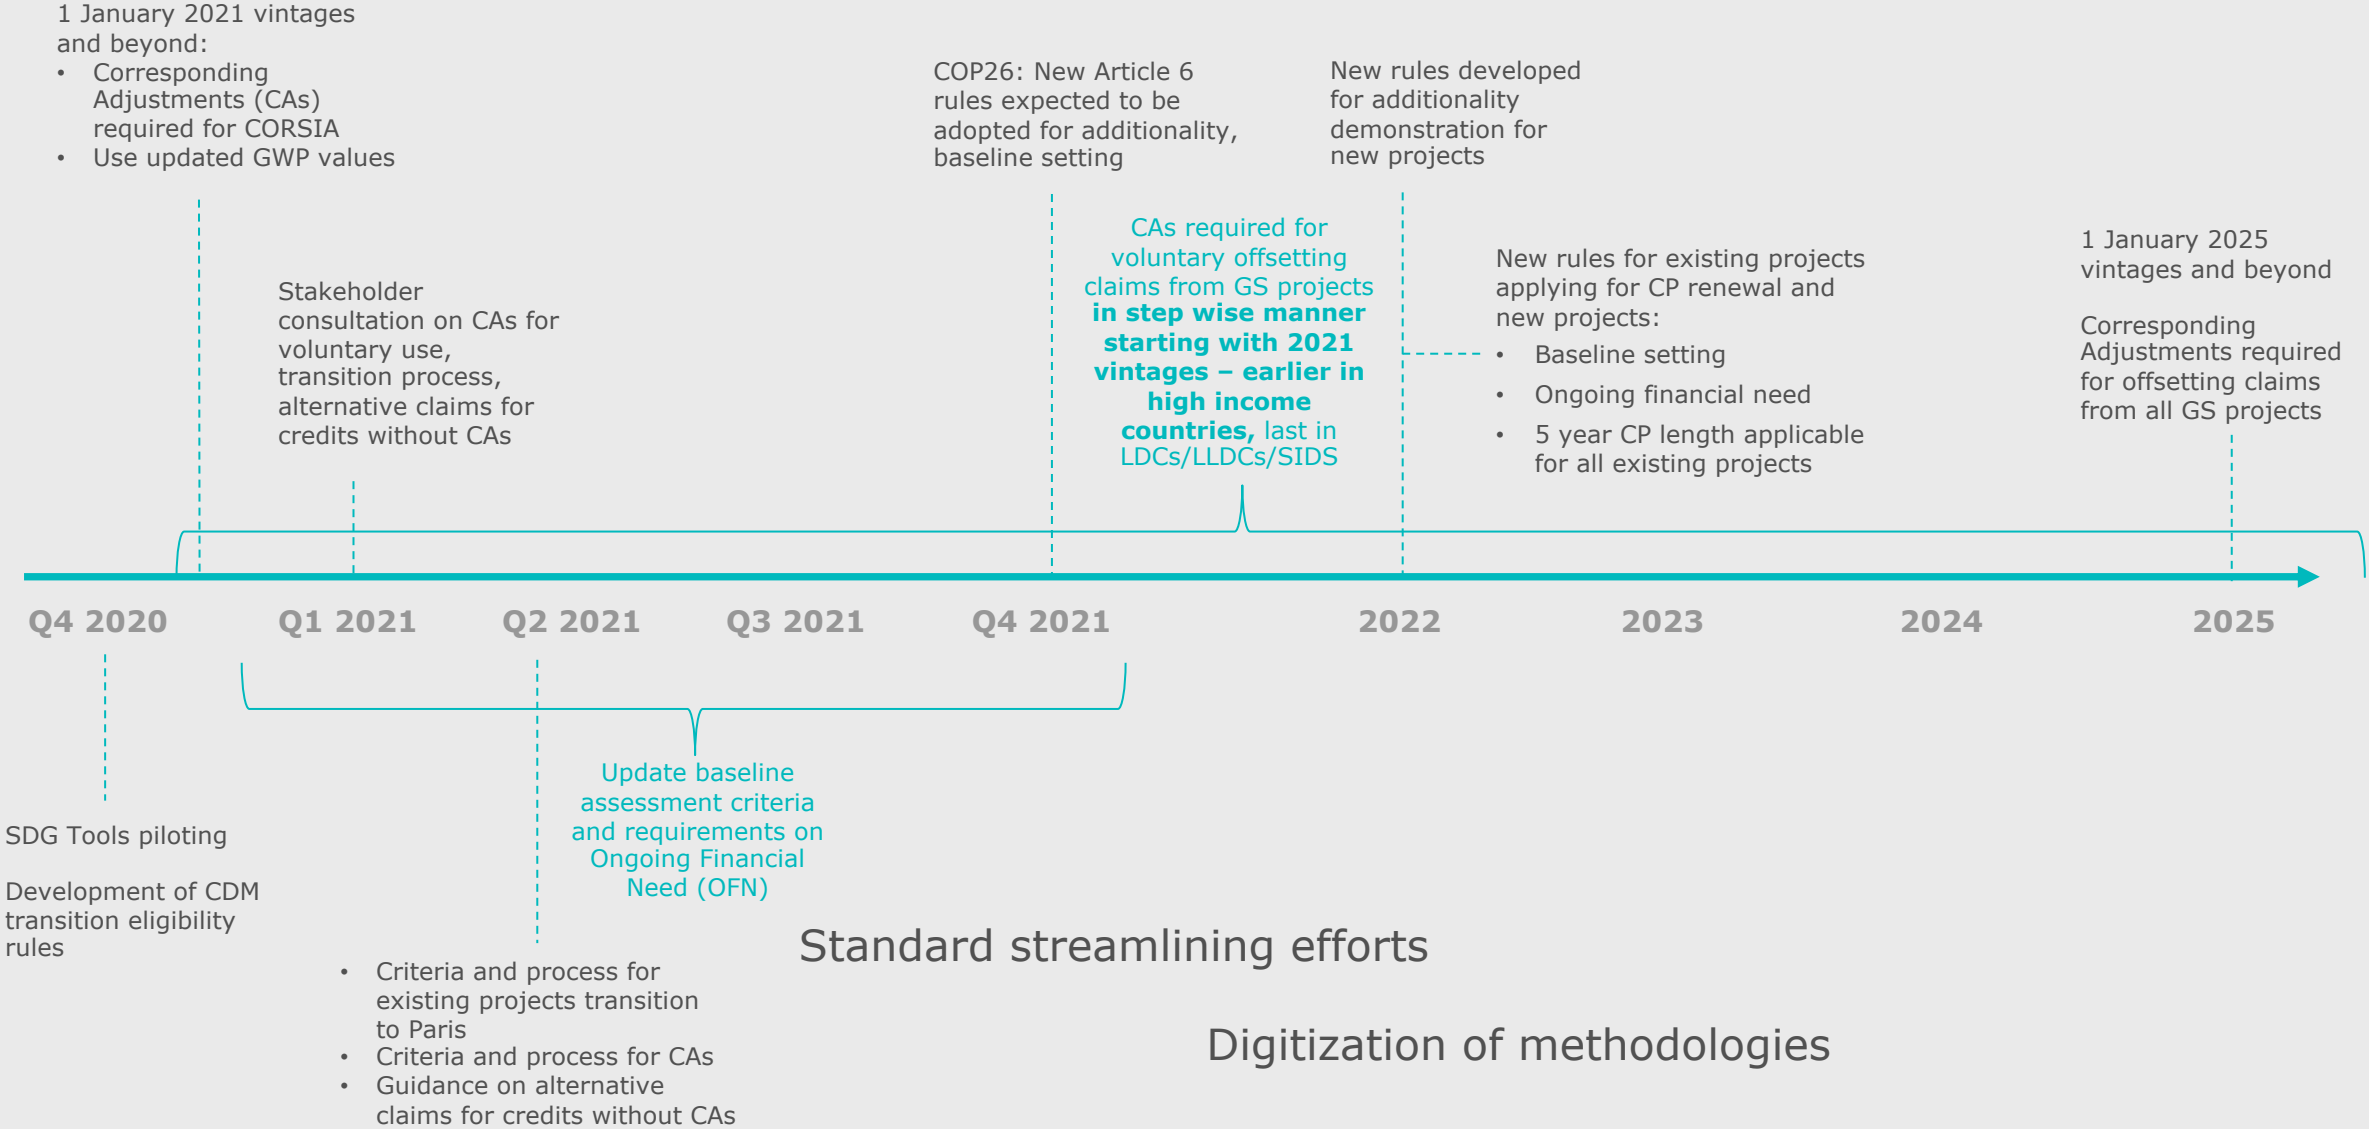 1 January 2021 vintages
and beyond:
• Corresponding
Adjustments (CAs)
required for CORSIA
• Use updated GWP values
Stakeholder
consultation on CAs for
voluntary use,
transition process,
alternative claims for
credits without CAs
COP26: New Article 6
rules expected to be
adopted for additionality,
baseline setting
CAs required for
voluntary offsetting
claims from GS projects
in step wise manner
starting with 2021
vintages – earlier in
high income
countries, last in
LDCs/LLDCs/SIDS
New rules developed
for additionality
demonstration for
new projects
New rules for existing projects
applying for CP renewal and
new projects:
• Baseline setting
• Ongoing financial need
• 5 year CP length applicable
for all existing projects
1 January 2025
vintages and beyond
Corresponding
Adjustments required
for offsetting claims
from all GS projects
Q4 2020 Q1 2021 Q2 2021 Q3 2021 Q4 2021 2022 2023 2024 2025
SDG Tools piloting
Development of CDM
transition eligibility
rules
Update baseline
assessment criteria
and requirements on
Ongoing Financial
Need (OFN)
• Criteria and process for
existing projects transition
to Paris
• Criteria and process for CAs
• Guidance on alternative
claims for credits without CAs
Standard streamlining efforts
Digitization of methodologies